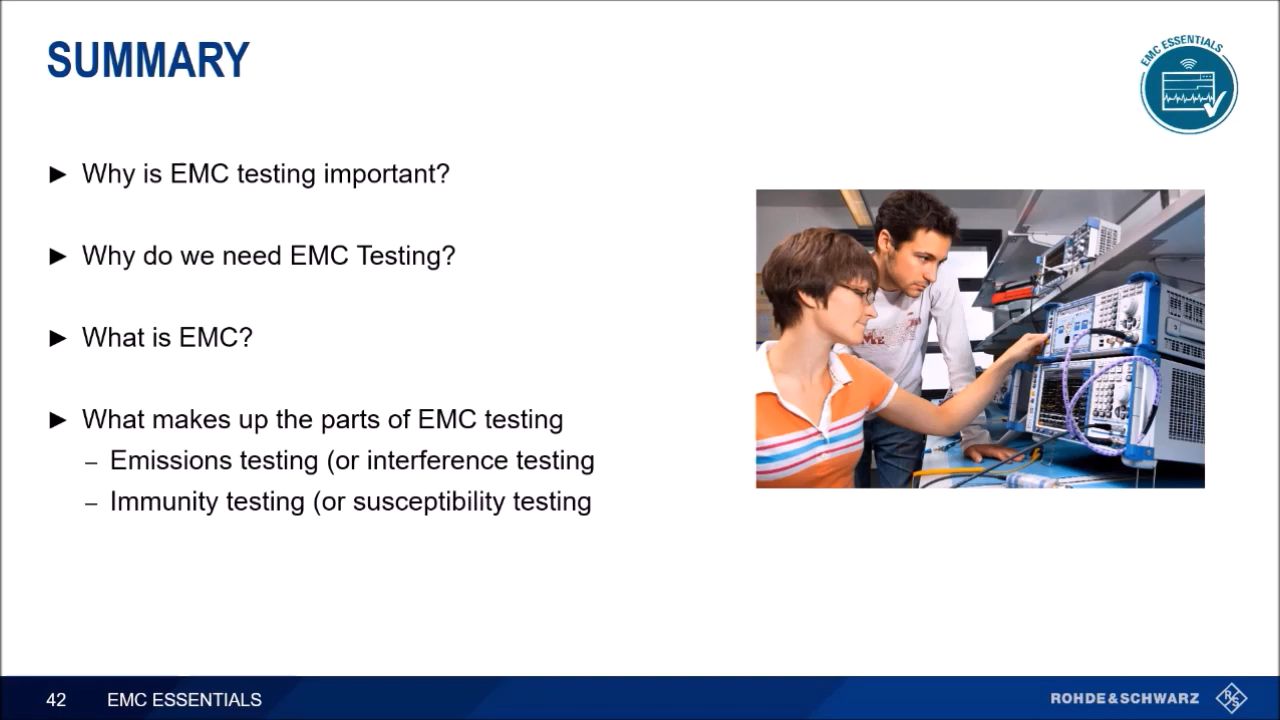 SUMMARY
EMC ESSENTIALS
► Why is EMC testing important?
► Why do we need EMC Testing?
► What is EMC?
► What makes up the parts of EMC testing
– Emissions testing (or interference testing
– Immunity testing (or susceptibility testing
42 EMC ESSENTIALS
ROHDE & SCHWARZ
R S